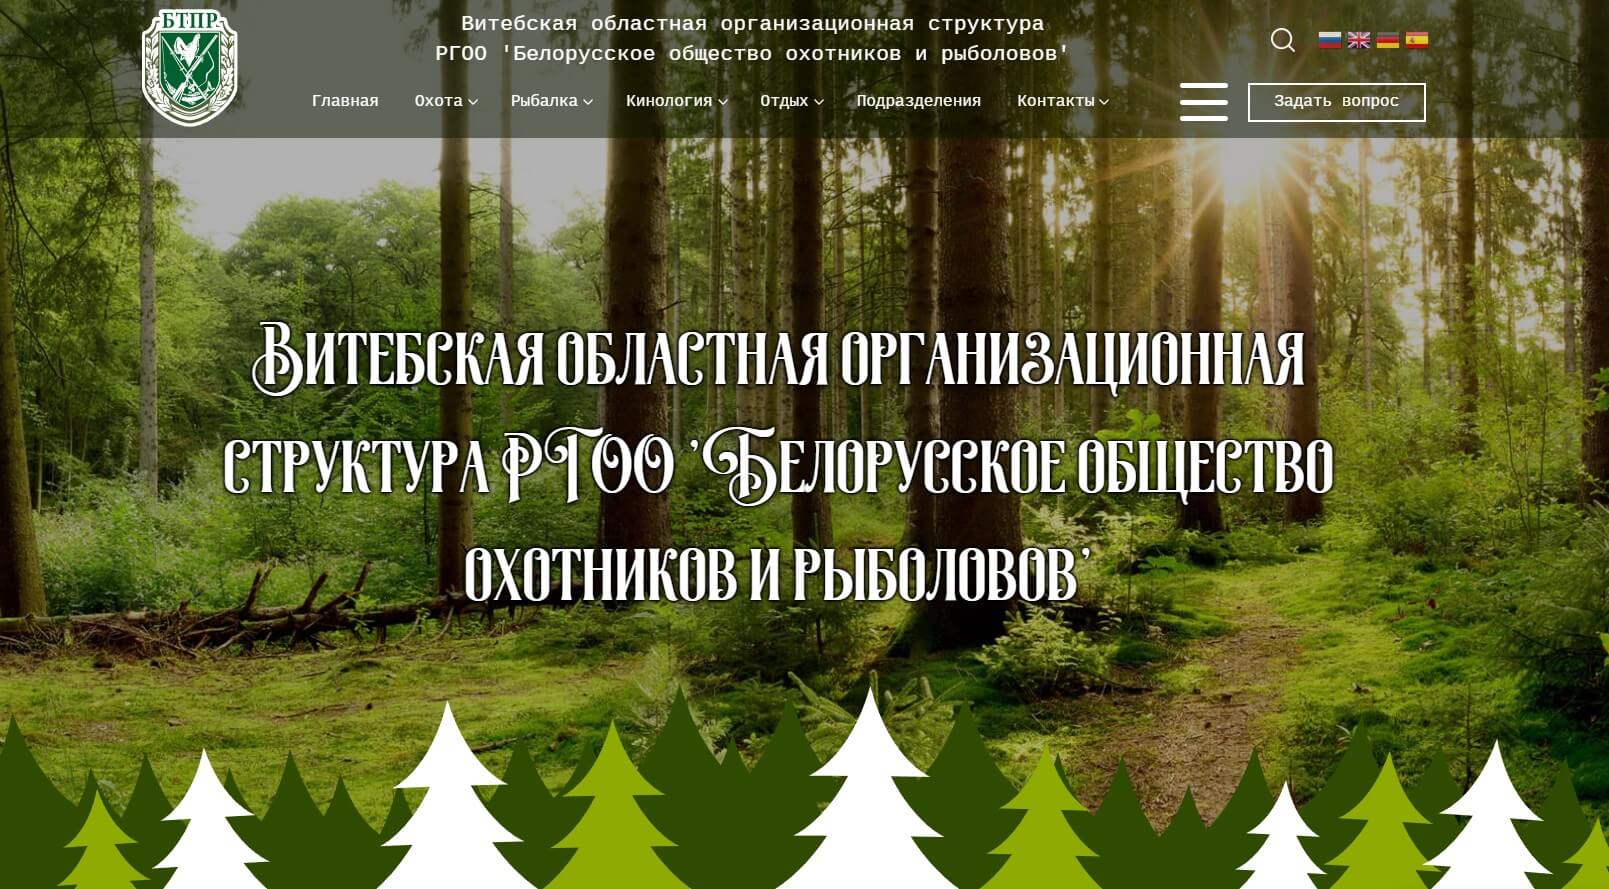 БТПР
Витебская областная организационная структура
РГОО 'Белорусское общество охотников и рыболовов'
Главная Охота Рыбалка Кинология Отдых Подразделения Контакты Задать вопрос
Витебская областная организационная
структура РГОО 'Белорусское общество
охотников и рыболовов'